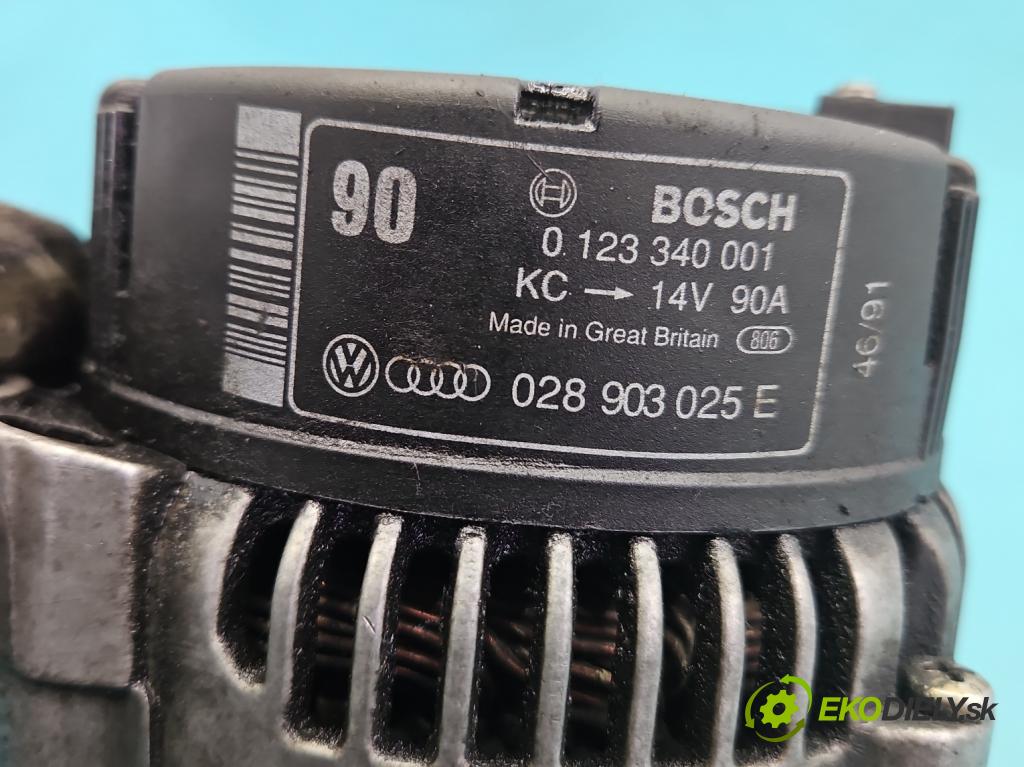 90
BOSCH
0 123 340 001
KC → 14V 90A
Made in Great Britain 806
VW 028 903 025 E
46/91
EKODIELY.sk